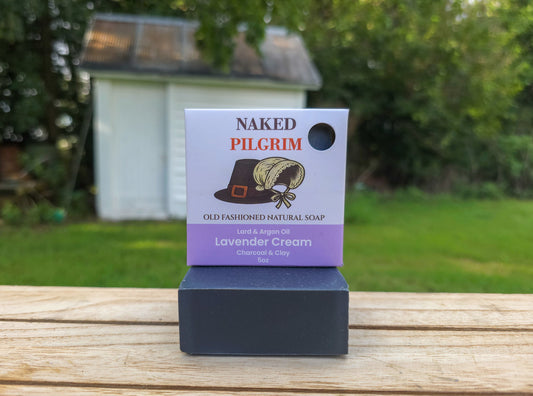 NAKED
PILGRIM
OLD FASHIONED NATURAL SOAP
Lard & Argan Oil
Lavender Cream
Charcoal & Clay
5oz